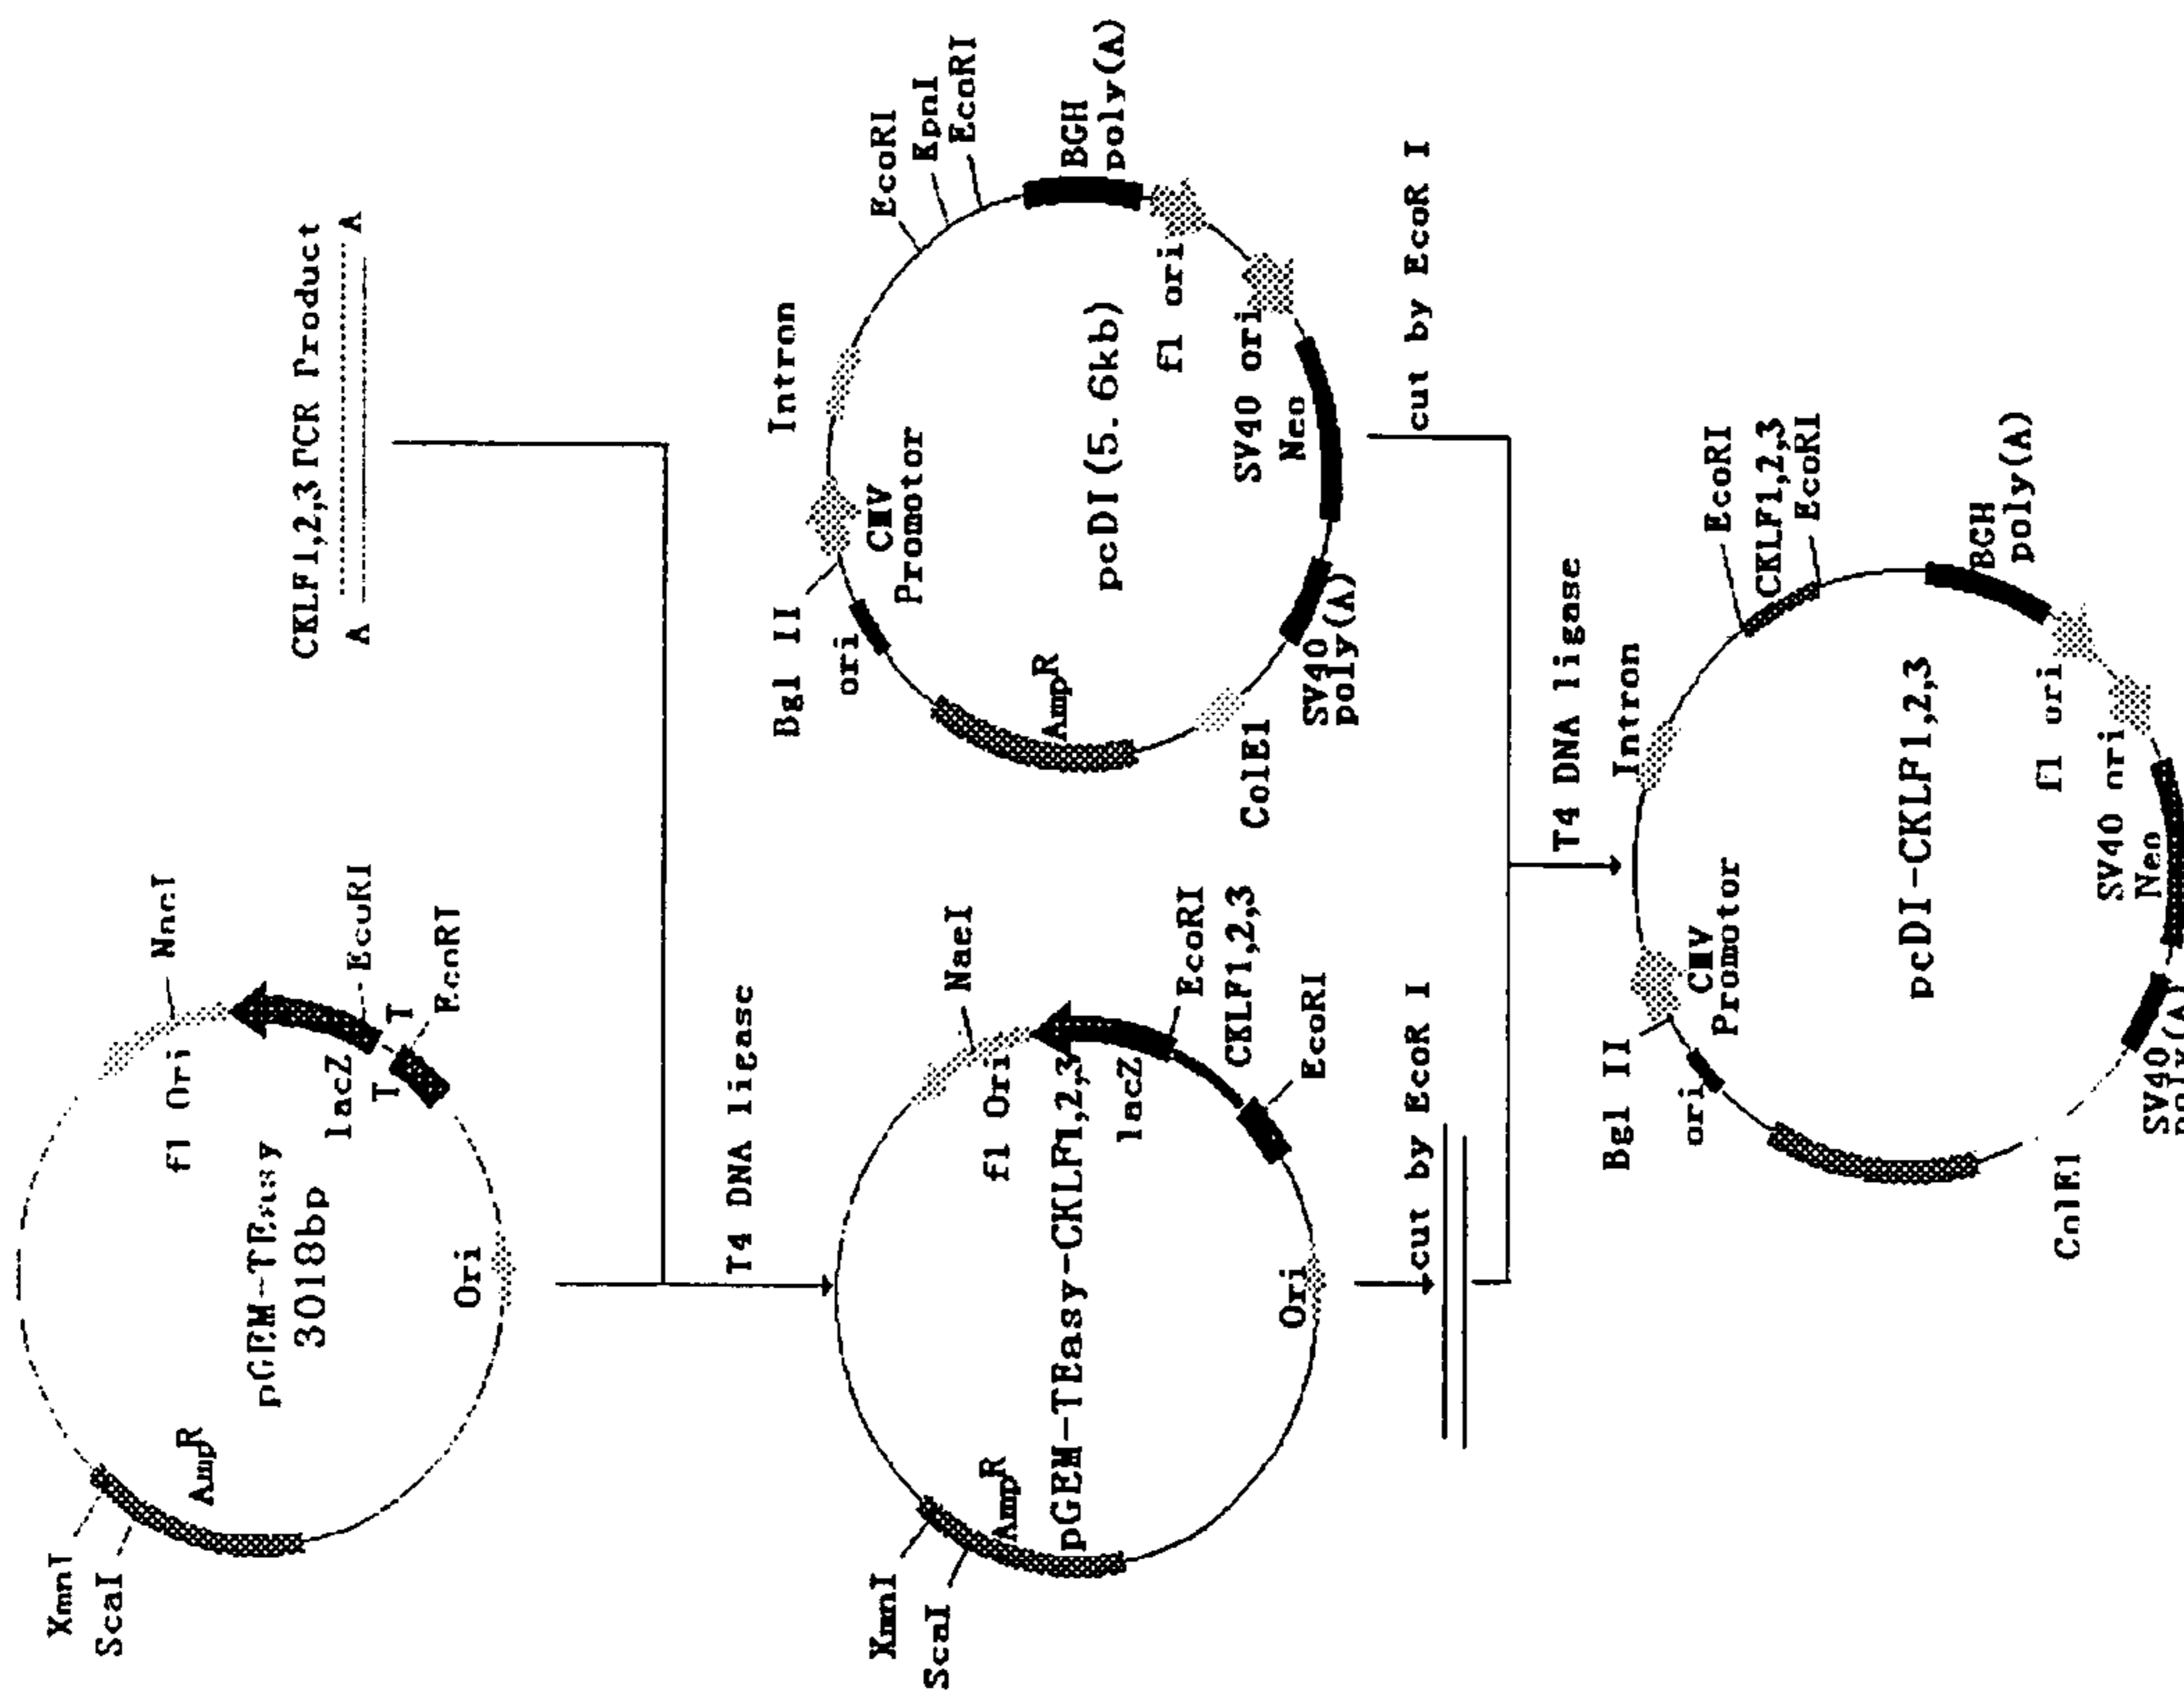 CKLF1,2,3 PCR Product
A
A
XmnI
ScaI
AmpR
pGEM-TEasy
3018bp
f1 Ori
NaeI
lacZ
EcoRI
T
T
EcoRI
Ori
T4 DNA ligase
XmnI
ScaI
AmpR
pGEM-TEasy-CKLF1,2,3
f1 Ori
NaeI
lacZ
EcoRI
CKLF1,2,3
EcoRI
Ori
cut by EcoR I
Bgl II
ori
CMV
Promotor
Intron
EcoRI
KpnI
EcoRI
BGH
poly(A)
f1 ori
SV40 ori
Neo
SV40
poly(A)
ColE1
AmpR
pcDI(5.6kb)
cut by EcoR I
T4 DNA ligase
Bgl II
ori
CMV
Promotor
Intron
EcoRI
CKLF1,2,3
EcoRI
BGH
poly(A)
f1 ori
SV40 ori
Neo
SV40
poly(A)
ColE1
pcDI-CKLF1,2,3